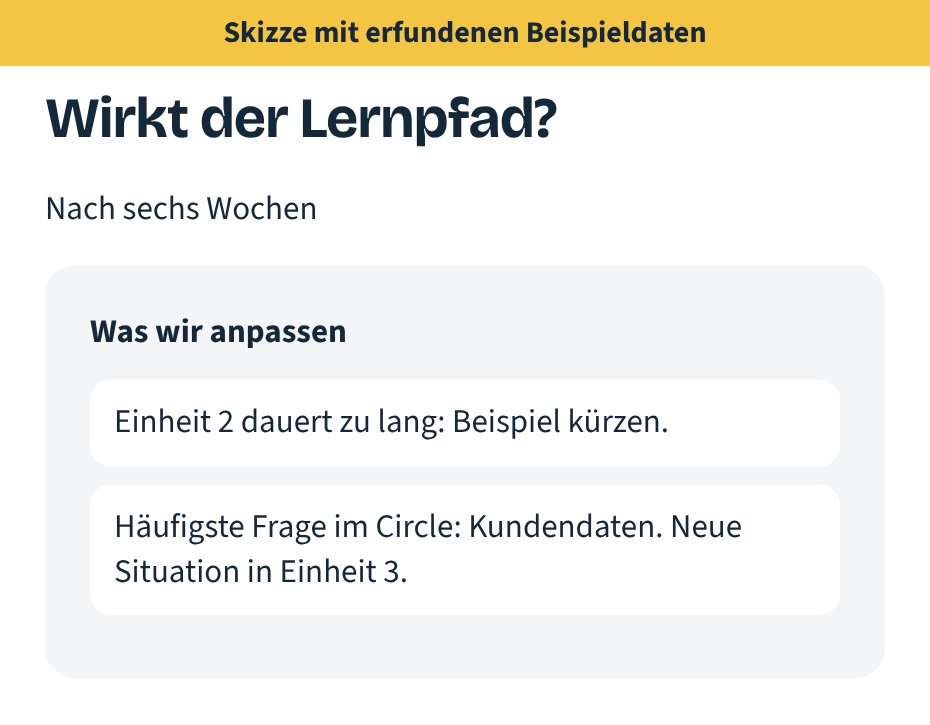 Skizze mit erfundenen Beispieldaten
Wirkt der Lernpfad?
Nach sechs Wochen
Was wir anpassen
Einheit 2 dauert zu lang: Beispiel kürzen.
Häufigste Frage im Circle: Kundendaten. Neue
Situation in Einheit 3.